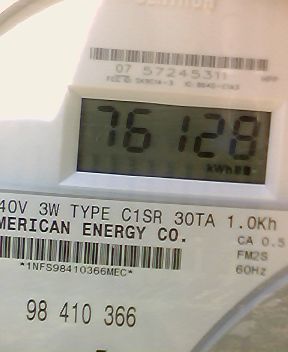 CENTRON
07 57245311
76128
kWh
40V 3W TYPE C1SR 30TA 1.0Kh
MERICAN ENERGY CO.
CA 0.5
FM2S
60Hz
*1NFS98410366MEC*
98 410 366